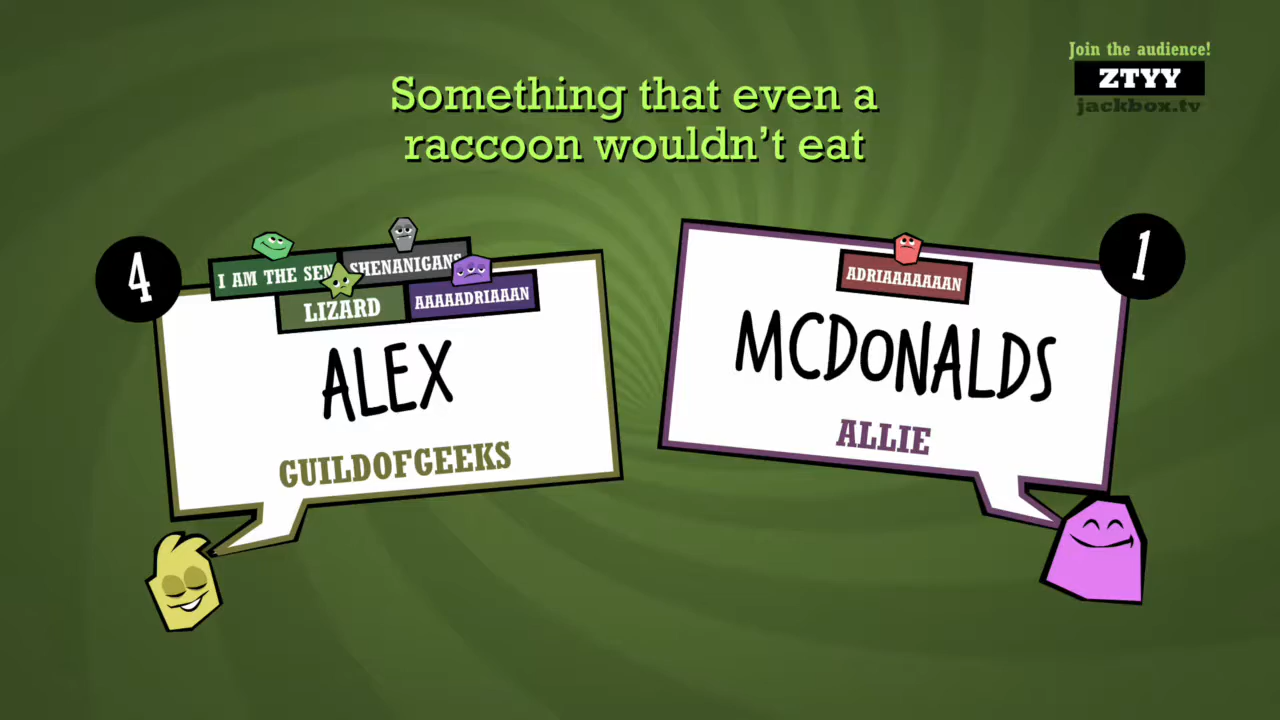 Join the audience!
ZTYY
jackbox.tv
Something that even a
raccoon wouldn't eat
4
I AM THE SEN
SHENANIGANS
LIZARD
AAAAADRIAAAN
ALEX
GUILDOFGEEKS
1
ADRIAAAAAAAN
MCDONALDS
ALLIE